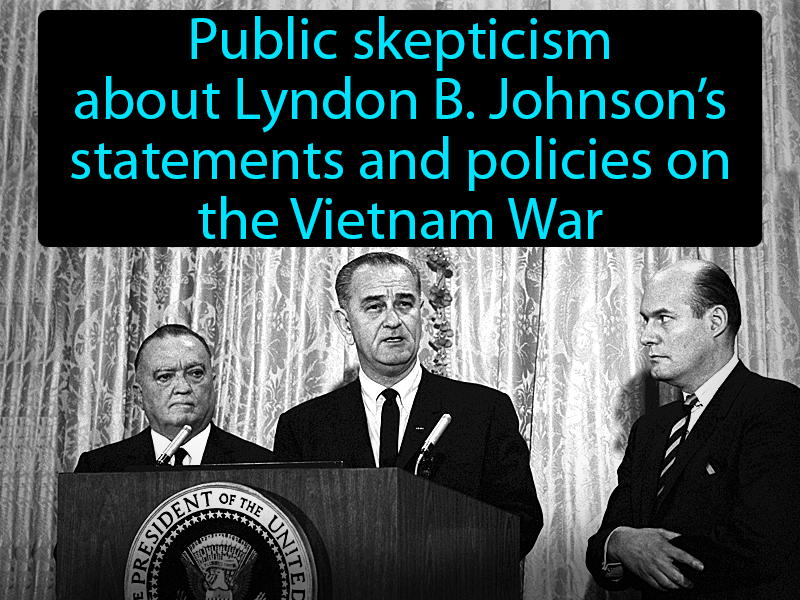 Public skepticism
about Lyndon B. Johnson’s
statements and policies on
the Vietnam War
PRESIDENT OF THE UNITED